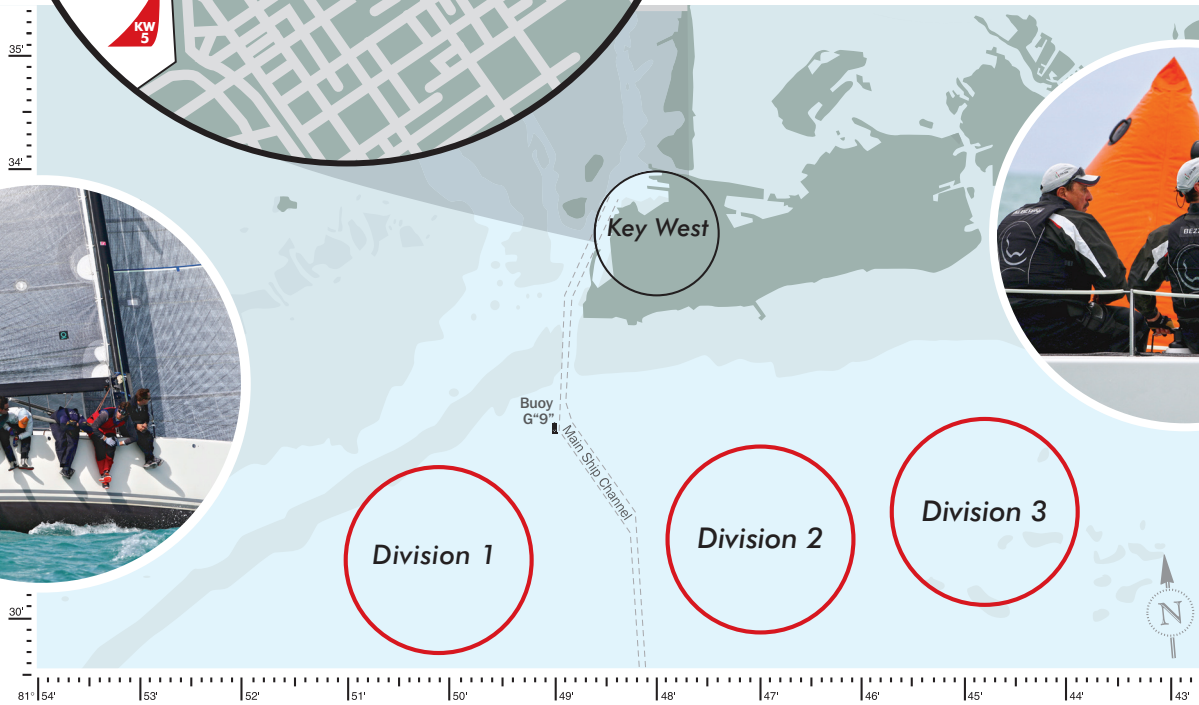 KW
5
35'
34'
Key West
Buoy
G“9”
Main Ship Channel
Division 1
Division 2
Division 3
30'
N
81° 54'
53'
52'
51'
50'
49'
48'
47'
46'
45'
44'
43'